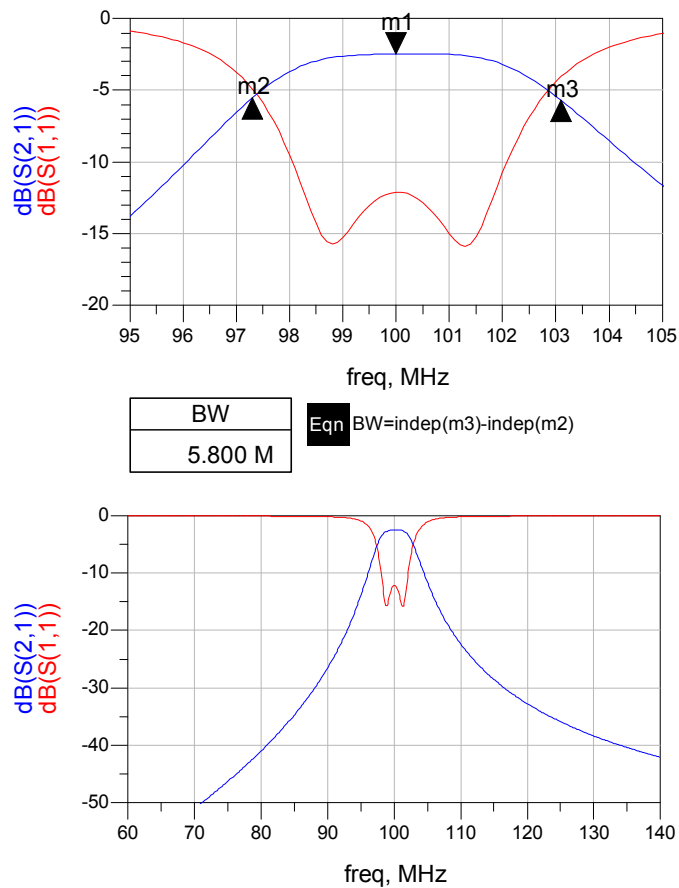 dB(S(2,1))
dB(S(1,1))
0
-5
-10
-15
-20
m1
m2
m3
95 96 97 98 99 100 101 102 103 104 105
freq, MHz
BW
5.800 M
Eqn BW=indep(m3)-indep(m2)
dB(S(2,1))
dB(S(1,1))
0
-10
-20
-30
-40
-50
60 70 80 90 100 110 120 130 140
freq, MHz